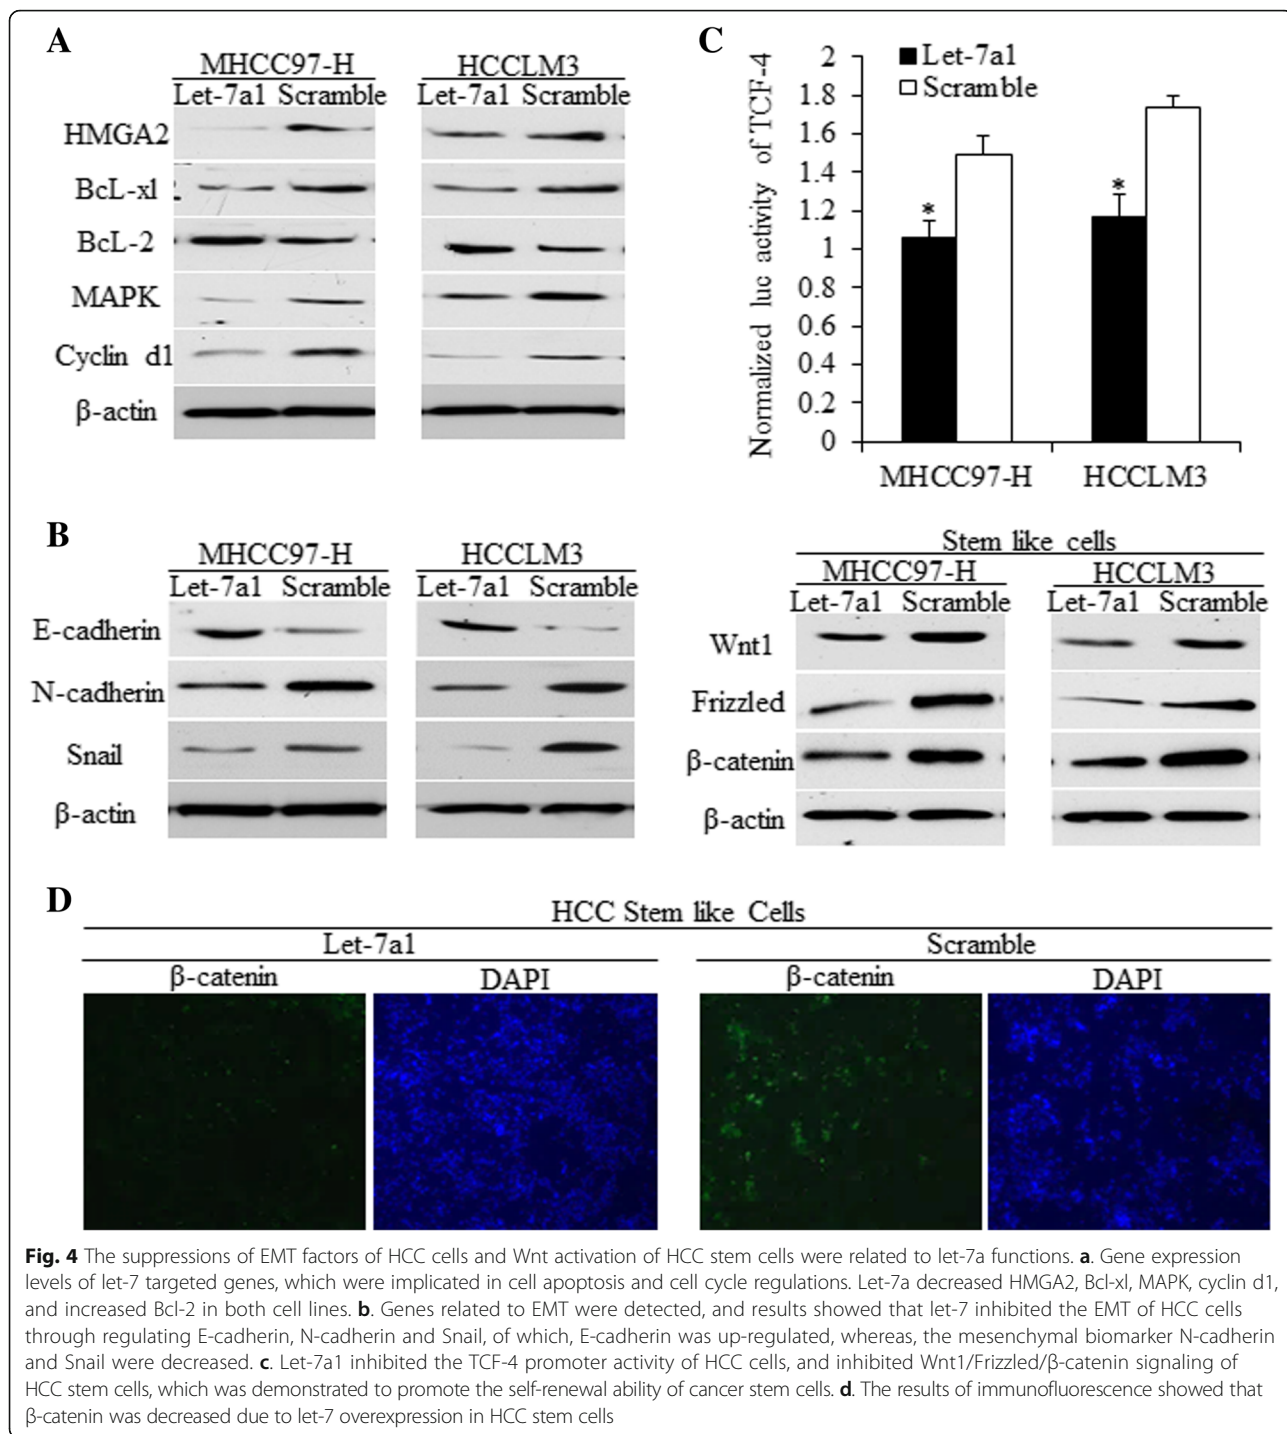 A
MHCC97-H HCCLM3
Let-7a1 Scramble Let-7a1 Scramble
HMGA2
BcL-xl
BcL-2
MAPK
Cyclin d1
β-actin
C
Normalized luc activity of TCF-4
2
1.8
1.6
1.4
1.2
1
0.8
0.6
0.4
0.2
0
Let-7a1
Scramble
* *
MHCC97-H HCCLM3
B
MHCC97-H HCCLM3
Let-7a1 Scramble Let-7a1 Scramble
E-cadherin
N-cadherin
Snail
β-actin
Stem like cells
MHCC97-H HCCLM3
Let-7a1 Scramble Let-7a1 Scramble
Wnt1
Frizzled
β-catenin
β-actin
D
HCC Stem like Cells
Let-7a1 Scramble
β-catenin DAPI β-catenin DAPI
Fig. 4 The suppressions of EMT factors of HCC cells and Wnt activation of HCC stem cells were related to let-7a functions. a. Gene expression
levels of let-7 targeted genes, which were implicated in cell apoptosis and cell cycle regulations. Let-7a decreased HMGA2, Bcl-xl, MAPK, cyclin d1,
and increased Bcl-2 in both cell lines. b. Genes related to EMT were detected, and results showed that let-7 inhibited the EMT of HCC cells
through regulating E-cadherin, N-cadherin and Snail, of which, E-cadherin was up-regulated, whereas, the mesenchymal biomarker N-cadherin
and Snail were decreased. c. Let-7a1 inhibited the TCF-4 promoter activity of HCC cells, and inhibited Wnt1/Frizzled/β-catenin signaling of
HCC stem cells, which was demonstrated to promote the self-renewal ability of cancer stem cells. d. The results of immunofluorescence showed that
β-catenin was decreased due to let-7 overexpression in HCC stem cells